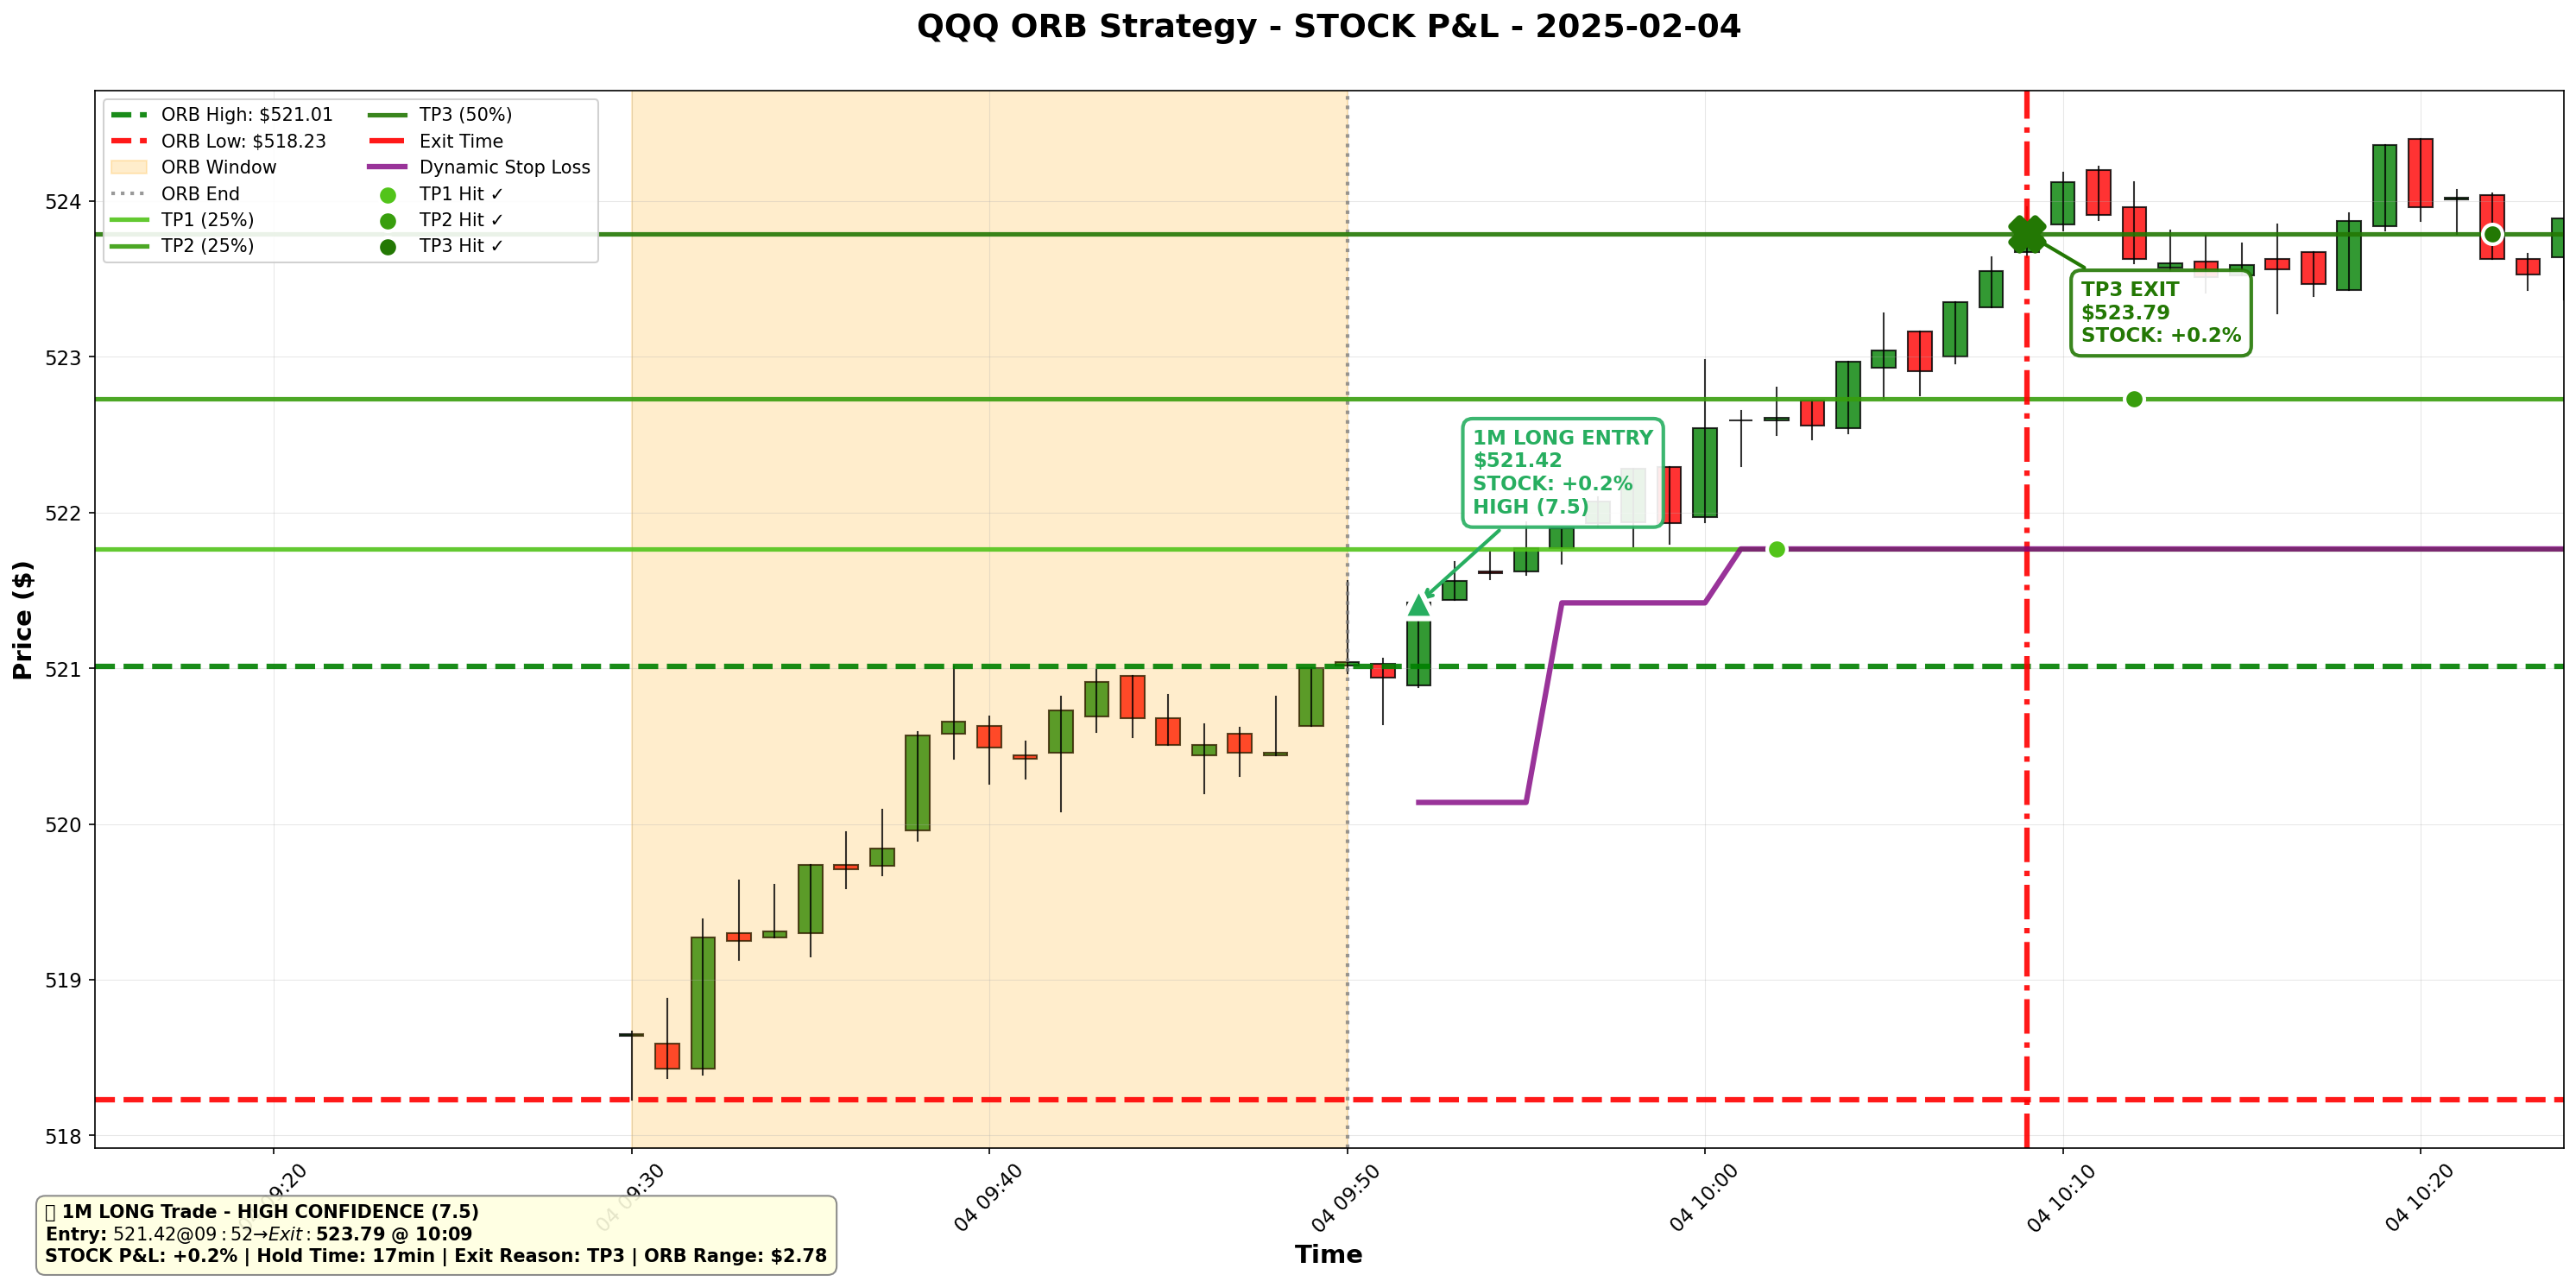 QQQ ORB Strategy - STOCK P&L - 2025-02-04
ORB High: $521.01
ORB Low: $518.23
ORB Window
ORB End
TP1 (25%)
TP2 (25%)
TP3 (50%)
Exit Time
Dynamic Stop Loss
TP1 Hit ✓
TP2 Hit ✓
TP3 Hit ✓
Price ($)
524
523
522
521
520
519
518
1M LONG ENTRY
$521.42
STOCK: +0.2%
HIGH (7.5)
TP3 EXIT
$523.79
STOCK: +0.2%
04 09:20
04 09:30
04 09:40
04 09:50
04 10:00
04 10:10
04 10:20
Time
1M LONG Trade - HIGH CONFIDENCE (7.5)
Entry: 521.42@09:52→Exit:523.79 @ 10:09
STOCK P&L: +0.2% | Hold Time: 17min | Exit Reason: TP3 | ORB Range: $2.78